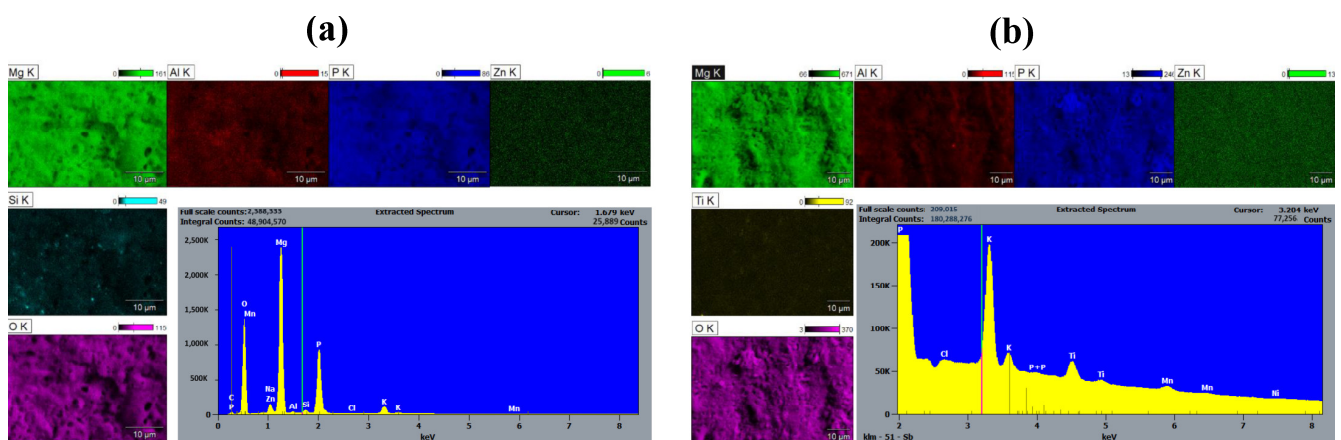 (a)
Mg K 0 161 Al K 0 15 P K 0 86 Zn K 0 6
10 µm 10 µm 10 µm 10 µm
Si K 0 49
10 µm
O K 0 115
10 µm
Full scale counts: 2,388,333 Extracted Spectrum Cursor: 1.679 keV
Integral Counts: 48,904,570 25,889 Counts
2,500K
2,000K
1,500K
1,000K
500K
0
Mg
O
Mn
P
Na
Zn
C
P
Al
Si
Cl
K
K
Mn
0 1 2 3 4 5 6 7 8
keV
(b)
Mg K 66 671 Al K 0 115 P K 13 246 Zn K 0 13
10 µm 10 µm 10 µm 10 µm
Ti K 0 92
10 µm
O K 3 370
10 µm
Full scale counts: 209,015 Extracted Spectrum Cursor: 3.204 keV
Integral Counts: 180,288,276 77,256 Counts
200K
150K
100K
50K
0K
P
Cl
K
K
P+P
Ti
Ti
Mn
Mn
Ni
2 3 4 5 6 7 8
klm - 51 - Sb keV